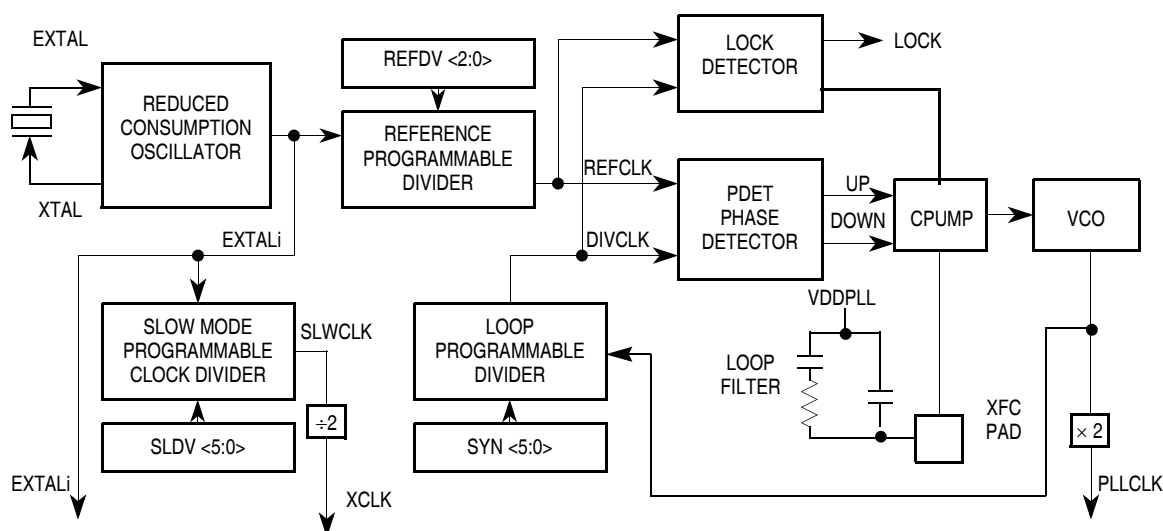 EXTAL
REDUCED
CONSUMPTION
OSCILLATOR
XTAL
REFDV <2:0>
REFERENCE
PROGRAMMABLE
DIVIDER
LOCK
DETECTOR
LOCK
REFCLK
PDET
PHASE
DETECTOR
UP
DOWN
CPUMP
VCO
EXTALi
DIVCLK
SLOW MODE
PROGRAMMABLE
CLOCK DIVIDER
SLWCLK
÷2
SLDV <5:0>
EXTALi
XCLK
LOOP
PROGRAMMABLE
DIVIDER
SYN <5:0>
VDDPLL
LOOP
FILTER
XFC
PAD
× 2
PLLCLK